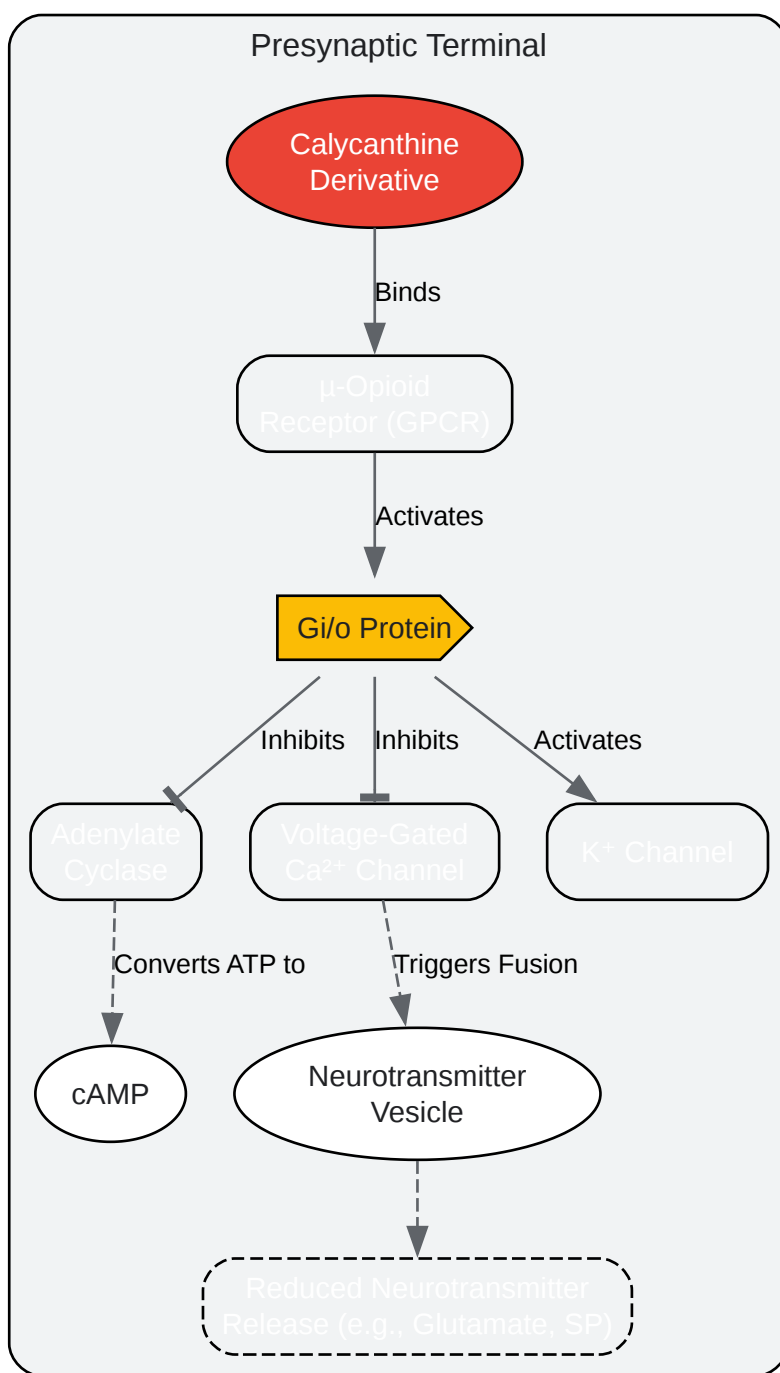 Presynaptic Terminal
Calycanthine
Derivative
Binds
µ-Opioid
Receptor (GPCR)
Activates
Gi/o Protein
Inhibits
Inhibits
Activates
Adenylate
Cyclase
Voltage-Gated
Ca²⁺ Channel
K⁺ Channel
Converts ATP to
Triggers Fusion
cAMP
Neurotransmitter
Vesicle
Reduced Neurotransmitter
Release (e.g., Glutamate, SP)